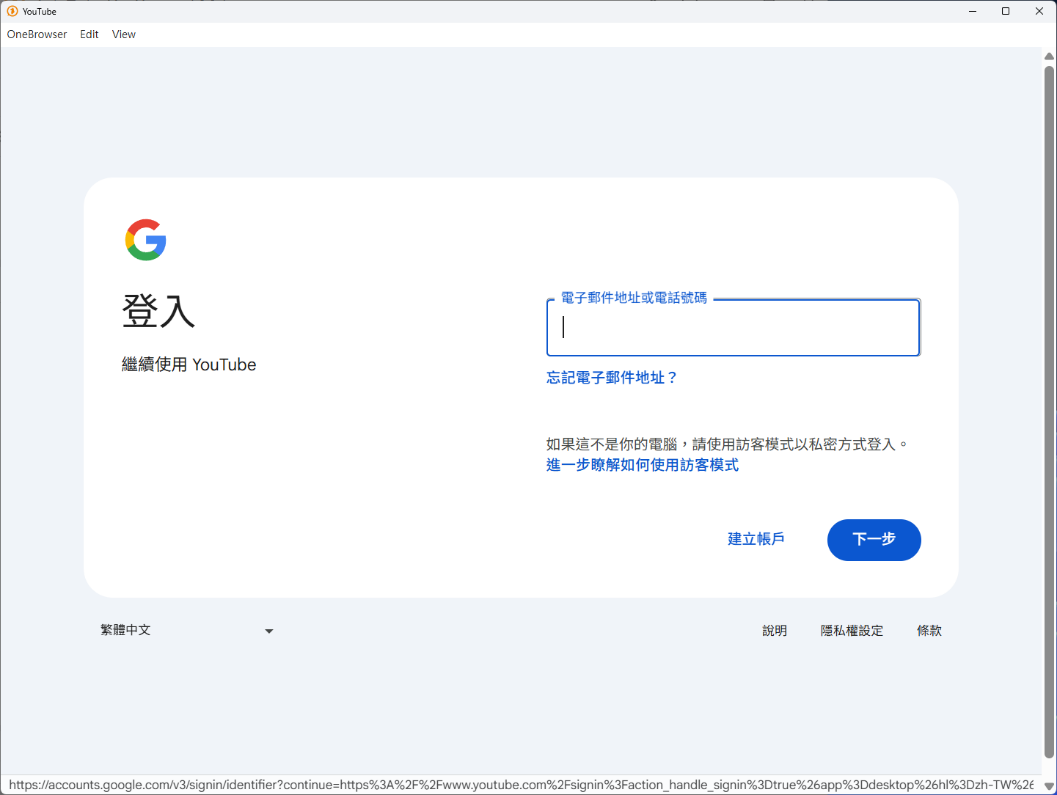 YouTube
OneBrowser Edit View
登入
繼續使用 YouTube
電子郵件地址或電話號碼
忘記電子郵件地址？
如果這不是你的電腦，請使用訪客模式以私密方式登入。
進一步瞭解如何使用訪客模式
建立帳戶 下一步
繁體中文 說明 隱私權設定 條款
https://accounts.google.com/v3/signin/identifier?continue=https%3A%2F%2Fwww.youtube.com%2Fsignin%3Faction_handle_signin%3Dtrue%26app%3Ddesktop%26hl%3Dzh-TW%26